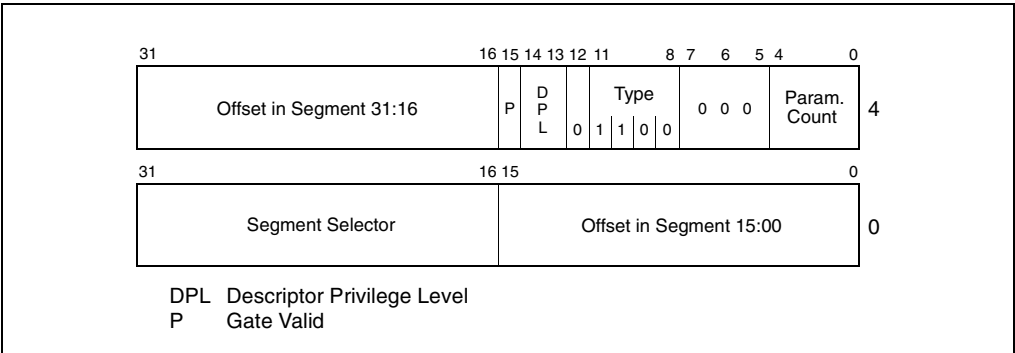 31 16 15 14 13 12 11 8 7 6 5 4 0
Offset in Segment 31:16 P D P L 0 Type 1 1 0 0 0 0 0 Param. Count 4
31 16 15 0
Segment Selector Offset in Segment 15:00 0
DPL Descriptor Privilege Level
P Gate Valid